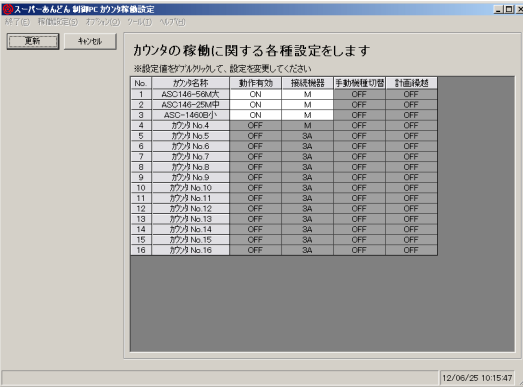 スーパーあんどん 制御PC カウンタ稼働設定
終了(E) 稼働設定(S) オプション(O) ツール(T) ヘルプ(H)
更新 キャンセル
カウンタの稼働に関する各種設定をします
※設定値をダブルクリックして、設定を変更してください
No. カウンタ名称 動作有効 接続機器 手動機種切替 計画繰越
1 ASC146-56M大 ON M OFF OFF
2 ASC146-25M中 ON M OFF OFF
3 ASC-1460B小 ON M OFF OFF
4 カウンタ No.4 OFF M OFF OFF
5 カウンタ No.5 OFF 3A OFF OFF
6 カウンタ No.6 OFF 3A OFF OFF
7 カウンタ No.7 OFF 3A OFF OFF
8 カウンタ No.8 OFF 3A OFF OFF
9 カウンタ No.9 OFF 3A OFF OFF
10 カウンタ No.10 OFF 3A OFF OFF
11 カウンタ No.11 OFF 3A OFF OFF
12 カウンタ No.12 OFF 3A OFF OFF
13 カウンタ No.13 OFF 3A OFF OFF
14 カウンタ No.14 OFF 3A OFF OFF
15 カウンタ No.15 OFF 3A OFF OFF
16 カウンタ No.16 OFF 3A OFF OFF
12/06/25 10:15:47